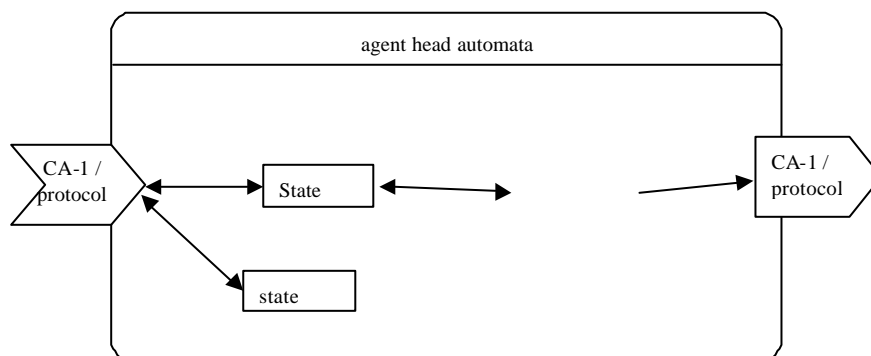 agent head automata
CA-1 /
protocol
State
CA-1 /
protocol
state